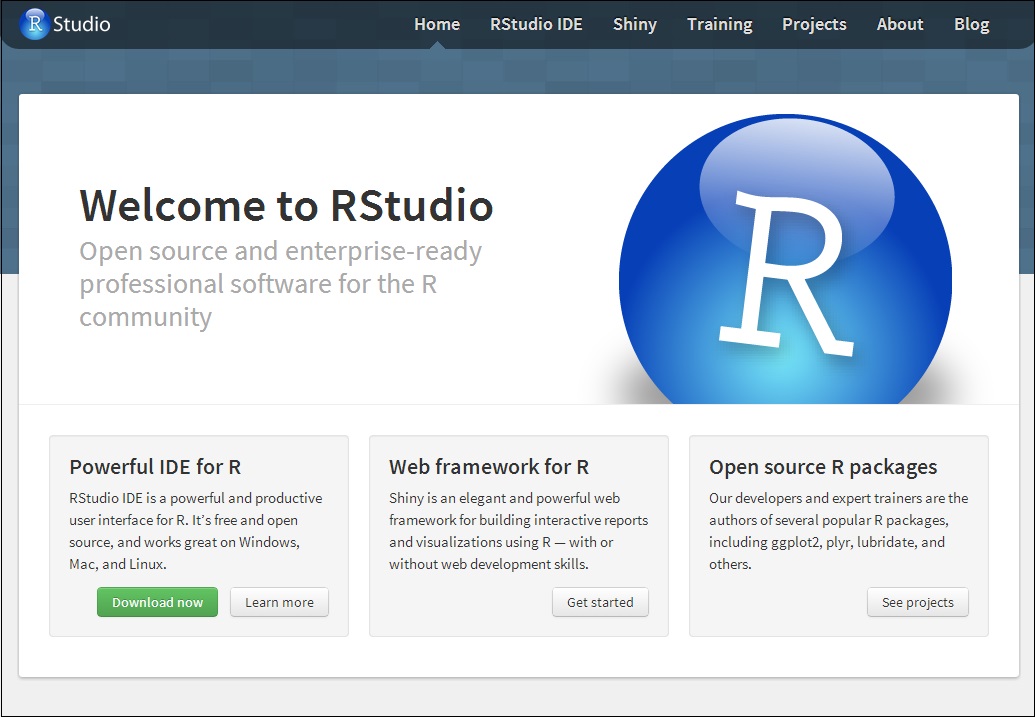 R Studio
Home RStudio IDE Shiny Training Projects About Blog
Welcome to RStudio
Open source and enterprise-ready
professional software for the R
community
R
Powerful IDE for R
RStudio IDE is a powerful and productive
user interface for R. It’s free and open
source, and works great on Windows,
Mac, and Linux.
Download now
Learn more
Web framework for R
Shiny is an elegant and powerful web
framework for building interactive reports
and visualizations using R — with or
without web development skills.
Get started
Open source R packages
Our developers and expert trainers are the
authors of several popular R packages,
including ggplot2, plyr, lubridate, and
others.
See projects